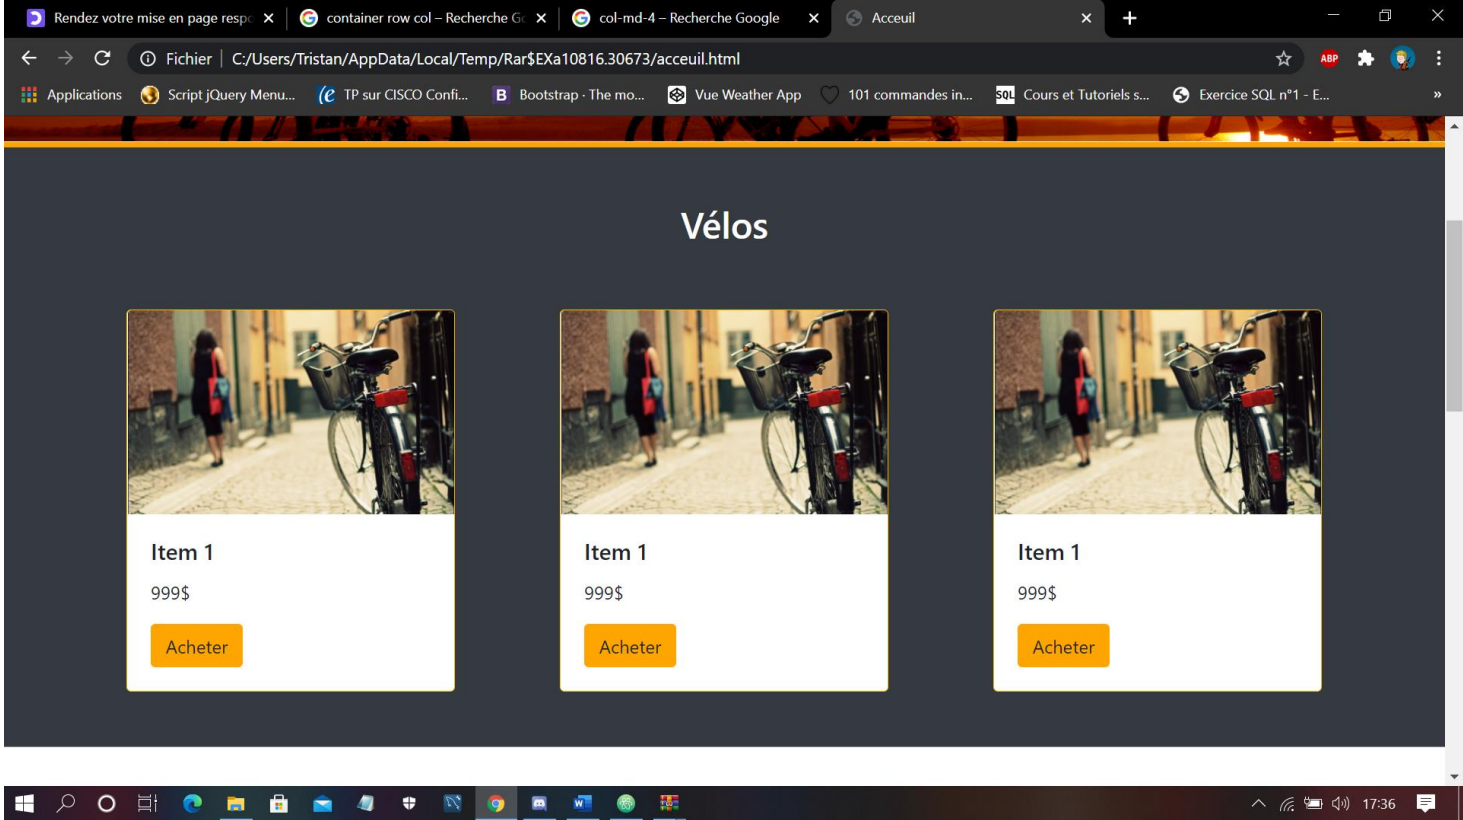 Rendez votre mise en page resp
container row col – Recherche G
col-md-4 – Recherche Google
Acceuil
Fichier | C:/Users/Tristan/AppData/Local/Temp/Rar$EXa10816.30673/acceuil.html
ABP
Applications
Script jQuery Menu...
TP sur CISCO Confi...
B Bootstrap · The mo...
Vue Weather App
101 commandes in...
SQL Cours et Tutoriels s...
Exercice SQL n°1 - E...
»
Vélos
Item 1
999$
Acheter
Item 1
999$
Acheter
Item 1
999$
Acheter
17:36